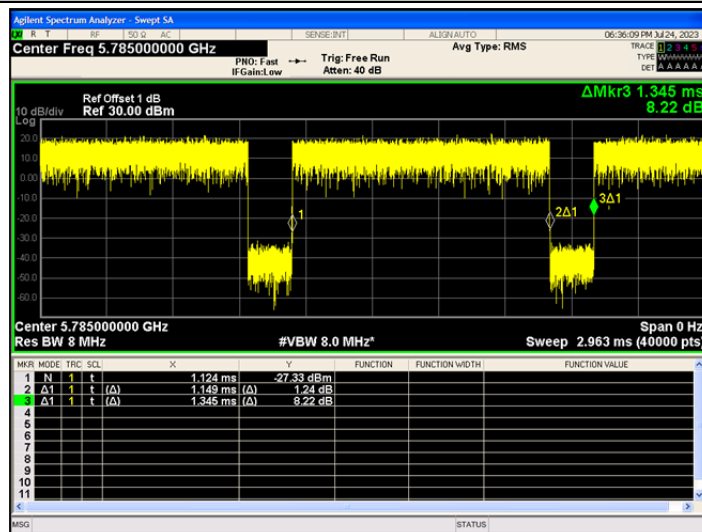 Agilent Spectrum Analyzer - Swept SA
R T RF 50 Ω AC SENSE:INT ALIGN AUTO 06:36:09 PM Jul 24, 2023
Center Freq 5.785000000 GHz Avg Type: RMS TRACE 1 2 3 4 5
PNO: Fast Trig: Free Run TYPE
IFGain:Low Atten: 40 dB DET A A A A A
ΔMkr3 1.345 ms
8.22 dB
Ref Offset 1 dB
10 dB/div Ref 30.00 dBm
Log
20.0
10.0
0.00
-10.0
-20.0
-30.0
-40.0
-50.0
-60.0
1
2Δ1
3Δ1
Center 5.785000000 GHz Span 0 Hz
Res BW 8 MHz #VBW 8.0 MHz* Sweep 2.963 ms (40000 pts)
MKR MODE TRC SCL X Y FUNCTION FUNCTION WIDTH FUNCTION VALUE
1 N 1 t 1.124 ms -27.33 dBm
2 Δ1 1 t (Δ) 1.149 ms (Δ) 1.24 dB
3 Δ1 1 t (Δ) 1.345 ms (Δ) 8.22 dB
4
5
6
7
8
9
10
11
MSG STATUS